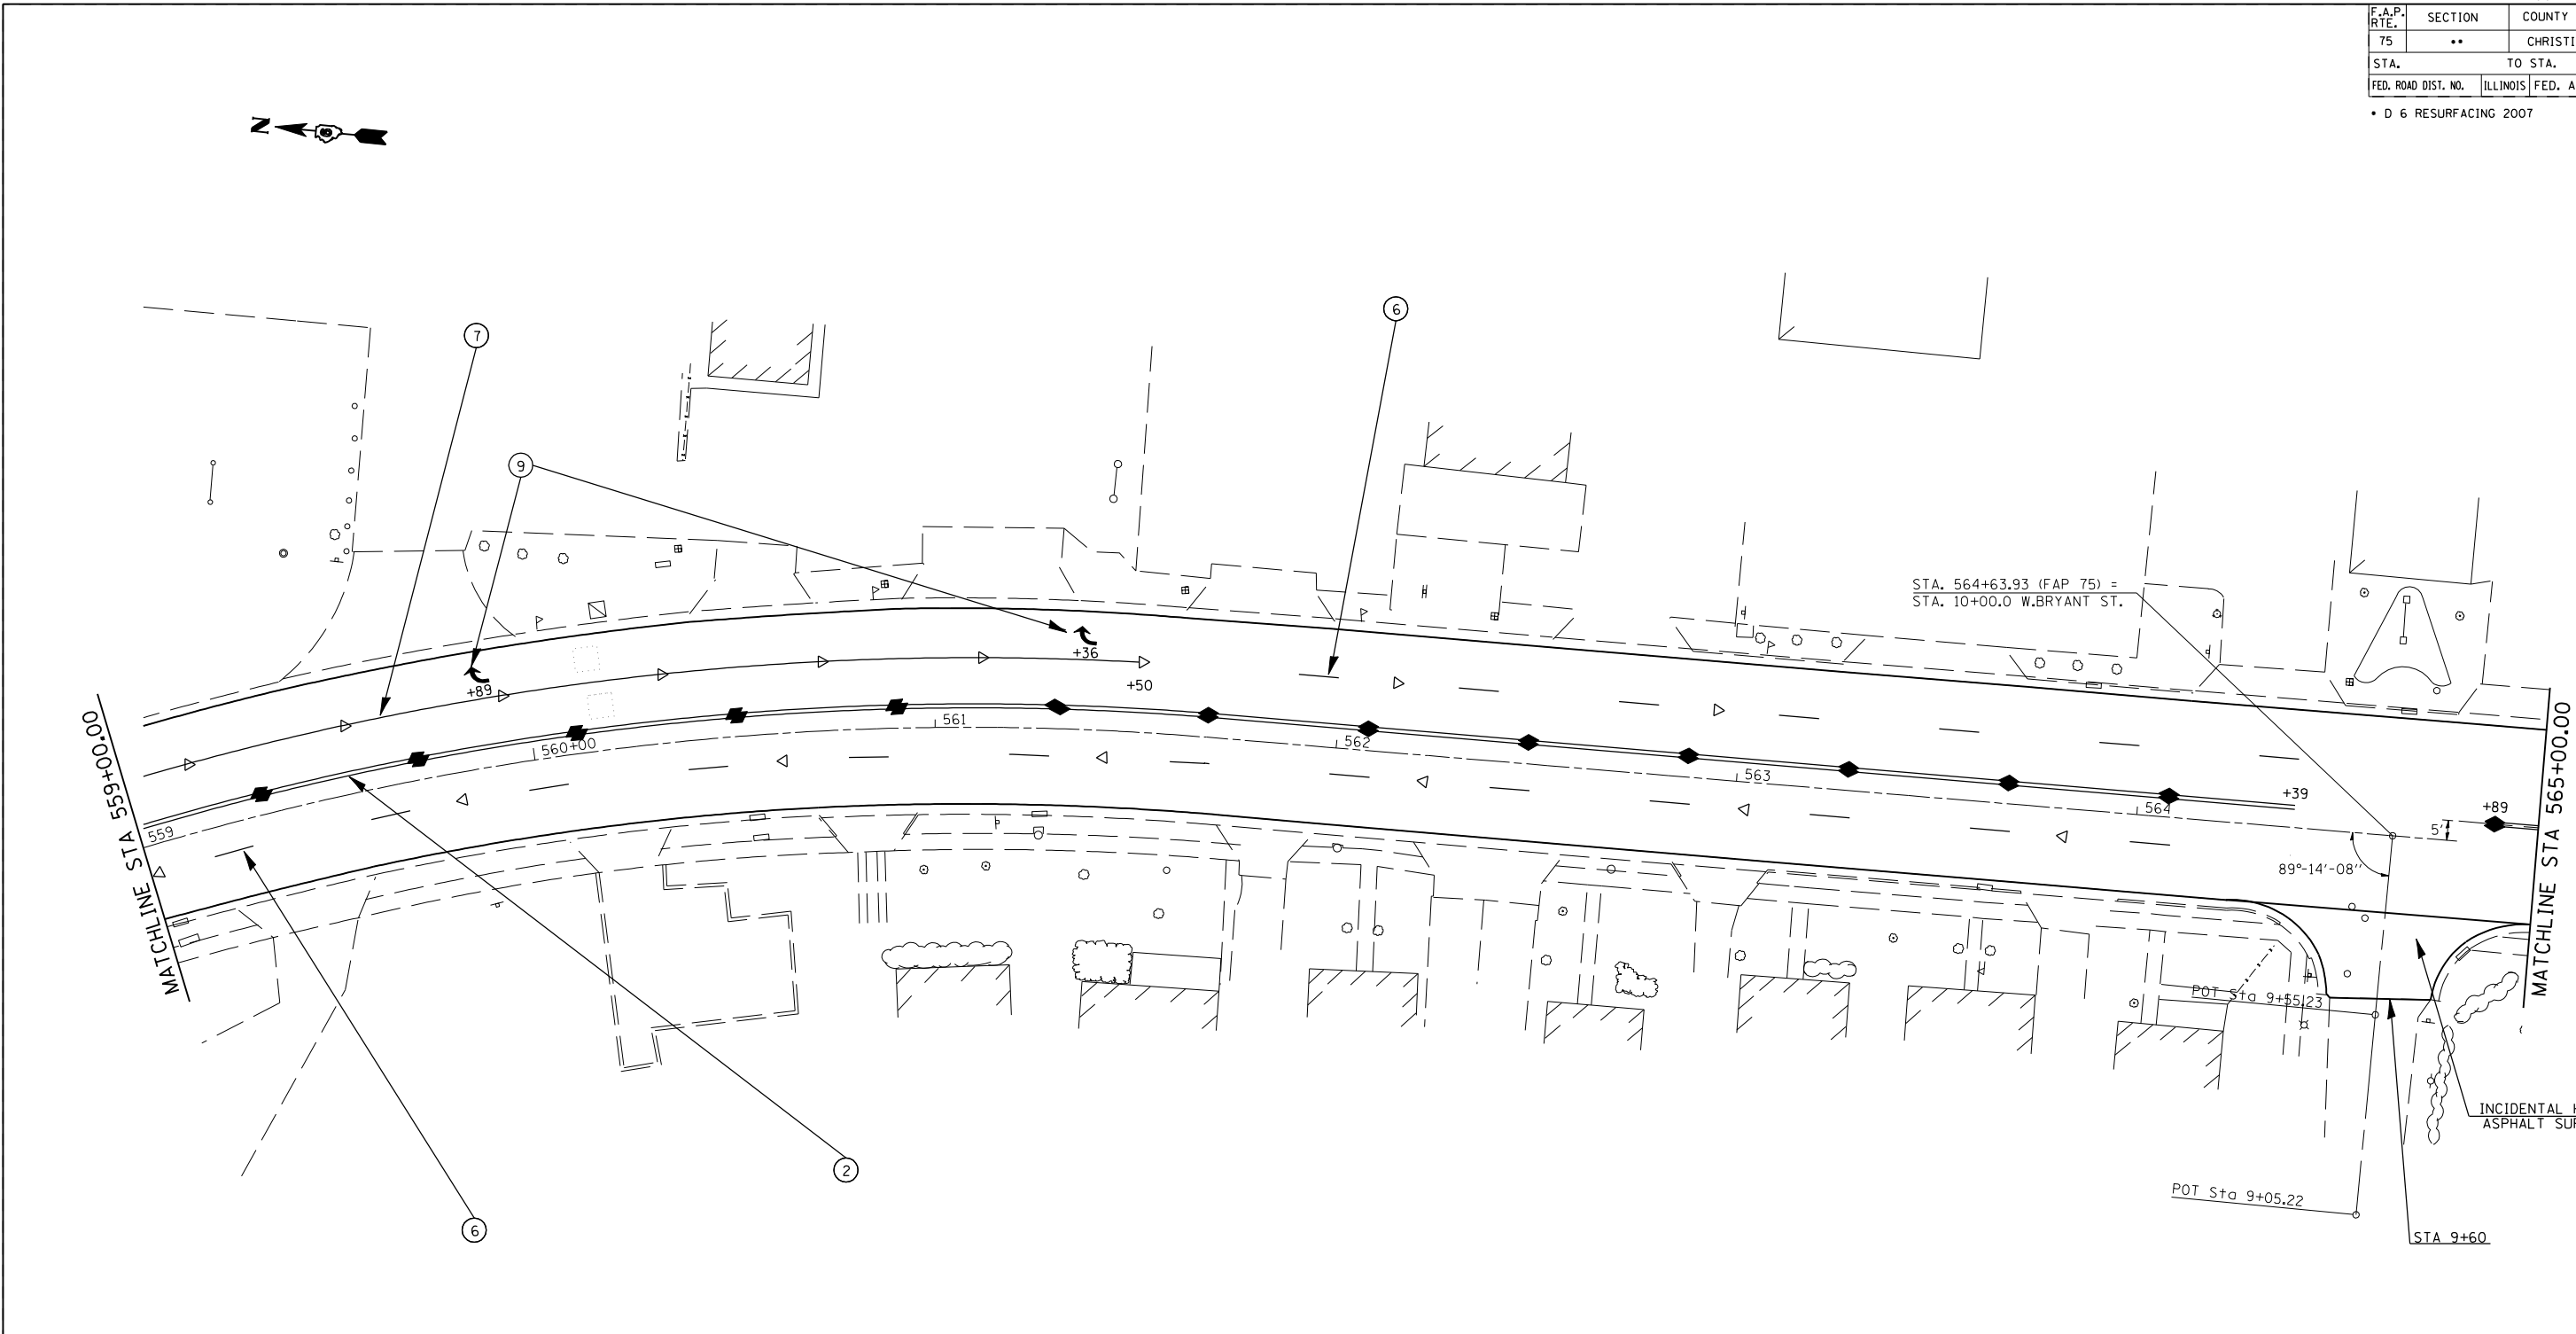 F.A.P. RTE. SECTION COUNTY
75 •• CHRISTI
STA. TO STA.
FED. ROAD DIST. NO. ILLINOIS FED. A
• D 6 RESURFACING 2007
N
7
6
9
STA. 564+63.93 (FAP 75) =
STA. 10+00.0 W.BRYANT ST.
+36
+89
+50
MATCHLINE STA 559+00.00
559
560+00
561
562
563
564
+39
+89
5'
MATCHLINE STA 565+00.00
89°-14'-08''
POT Sta 9+55.23
INCIDENTAL
ASPHALT
2
POT Sta 9+05.22
6
STA 9+60